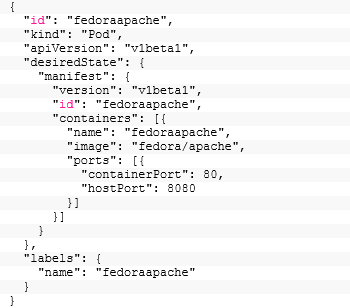 {
  "id": "fedoraapache",
  "kind": "Pod",
  "apiVersion": "v1beta1",
  "desiredState": {
    "manifest": {
      "version": "v1beta1",
      "id": "fedoraapache",
      "containers": [{
        "name": "fedoraapache",
        "image": "fedora/apache",
        "ports": [{
          "containerPort": 80,
          "hostPort": 8080
        }]
      }]
    }
  },
  "labels": {
    "name": "fedoraapache"
  }
}